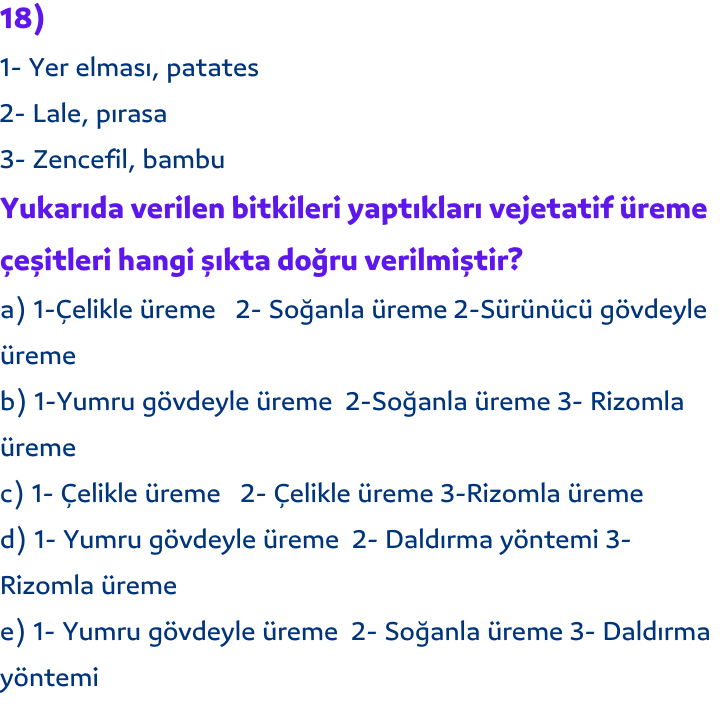 18)
1- Yer elması, patates
2- Lale, pırasa
3- Zencefil, bambu
Yukarıda verilen bitkileri yaptıkları vejetatif üreme
çeşitleri hangi şıkta doğru verilmiştir?
a) 1-Çelikle üreme   2- Soğanla üreme 2-Sürünücü gövdeyle
üreme
b) 1-Yumru gövdeyle üreme  2-Soğanla üreme 3- Rizomla
üreme
c) 1- Çelikle üreme   2- Çelikle üreme 3-Rizomla üreme
d) 1- Yumru gövdeyle üreme  2- Daldırma yöntemi 3-
Rizomla üreme
e) 1- Yumru gövdeyle üreme  2- Soğanla üreme 3- Daldırma
yöntemi